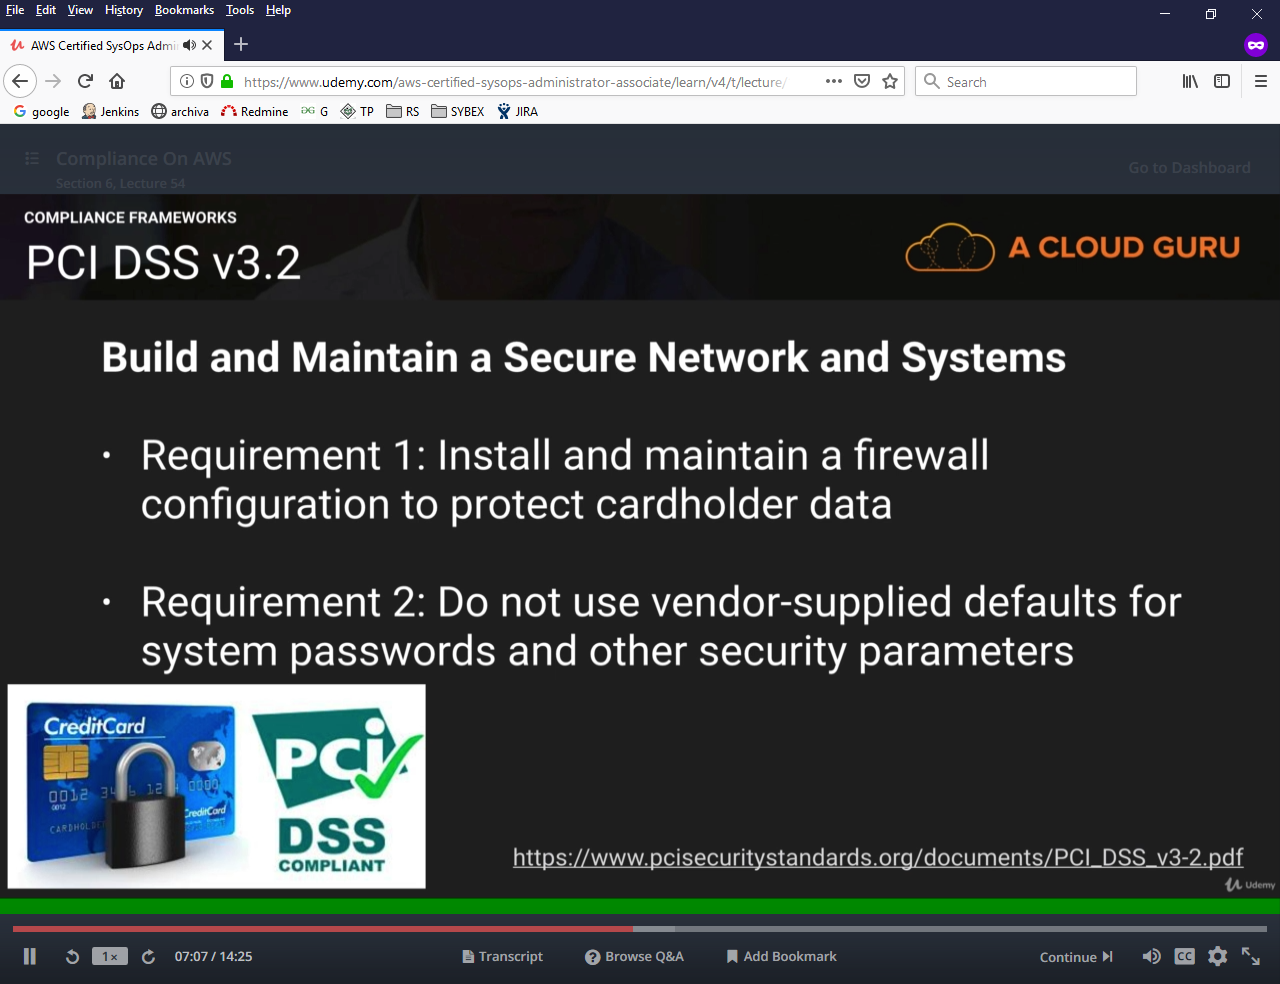 File Edit View History Bookmarks Tools Help
AWS Certified SysOps Admi
https://www.udemy.com/aws-certified-sysops-administrator-associate/learn/v4/t/lecture/
Search
google Jenkins archiva Redmine G TP RS SYBEX JIRA
Compliance On AWS
Section 6, Lecture 54
Go to Dashboard
COMPLIANCE FRAMEWORKS
PCI DSS v3.2
A CLOUD GURU
Build and Maintain a Secure Network and Systems
• Requirement 1: Install and maintain a firewall
configuration to protect cardholder data
• Requirement 2: Do not use vendor-supplied defaults for
system passwords and other security parameters
CreditCard
0012
CreditCard
PCi
DSS
COMPLIANT
https://www.pcisecuritystandards.org/documents/PCI_DSS_v3-2.pdf
Udemy
1× 07:07 / 14:25 Transcript Browse Q&A Add Bookmark Continue CC